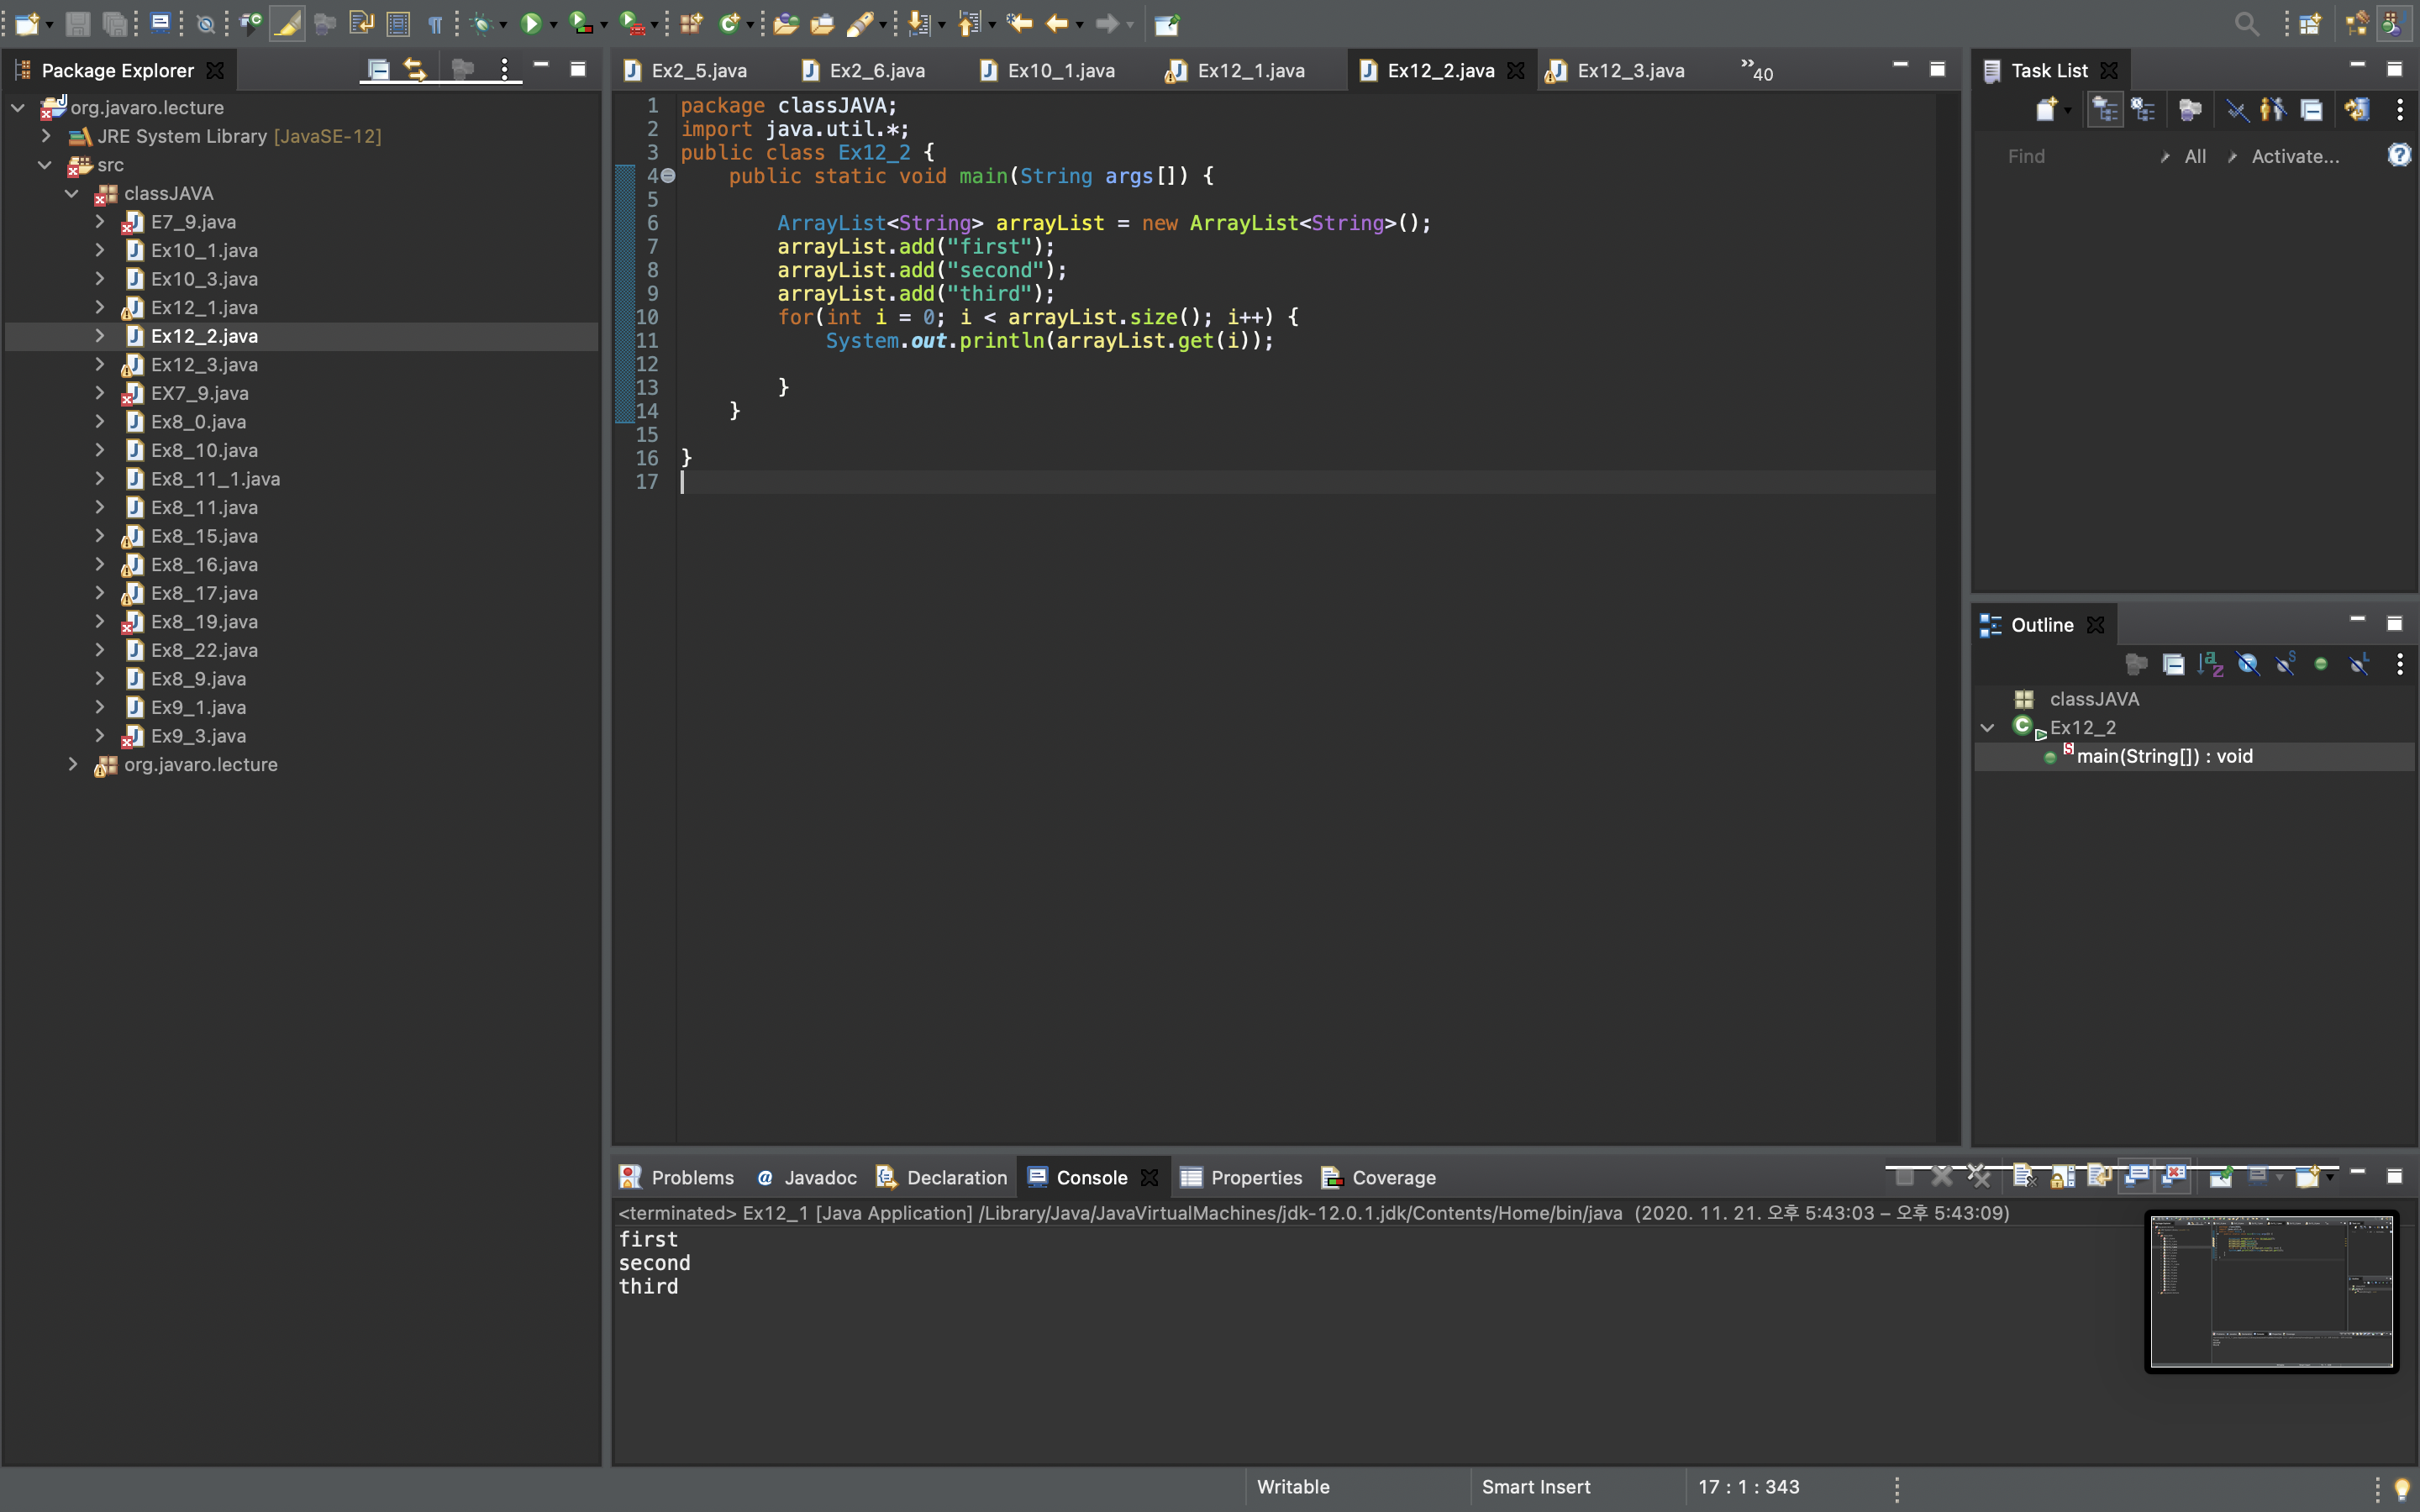 Package Explorer
org.javaro.lecture
JRE System Library [JavaSE-12]
src
classJAVA
E7_9.java
Ex10_1.java
Ex10_3.java
Ex12_1.java
Ex12_2.java
Ex12_3.java
EX7_9.java
Ex8_0.java
Ex8_10.java
Ex8_11_1.java
Ex8_11.java
Ex8_15.java
Ex8_16.java
Ex8_17.java
Ex8_19.java
Ex8_22.java
Ex8_9.java
Ex9_1.java
Ex9_3.java
org.javaro.lecture
Ex2_5.java Ex2_6.java Ex10_1.java Ex12_1.java Ex12_2.java Ex12_3.java »40
1 package classJAVA;
2 import java.util.*;
3 public class Ex12_2 {
4 public static void main(String args[]) {
5
6 ArrayList<String> arrayList = new ArrayList<String>();
7 arrayList.add("first");
8 arrayList.add("second");
9 arrayList.add("third");
10 for(int i = 0; i < arrayList.size(); i++) {
11 System.out.println(arrayList.get(i));
12
13 }
14 }
15
16 }
17
Task List
Find All Activate...
Outline
classJAVA
Ex12_2
main(String[]) : void
Problems Javadoc Declaration Console Properties Coverage
<terminated> Ex12_1 [Java Application] /Library/Java/JavaVirtualMachines/jdk-12.0.1.jdk/Contents/Home/bin/java (2020. 11. 21. 오후 5:43:03 – 오후 5:43:09)
first
second
third
Writable Smart Insert 17 : 1 : 343